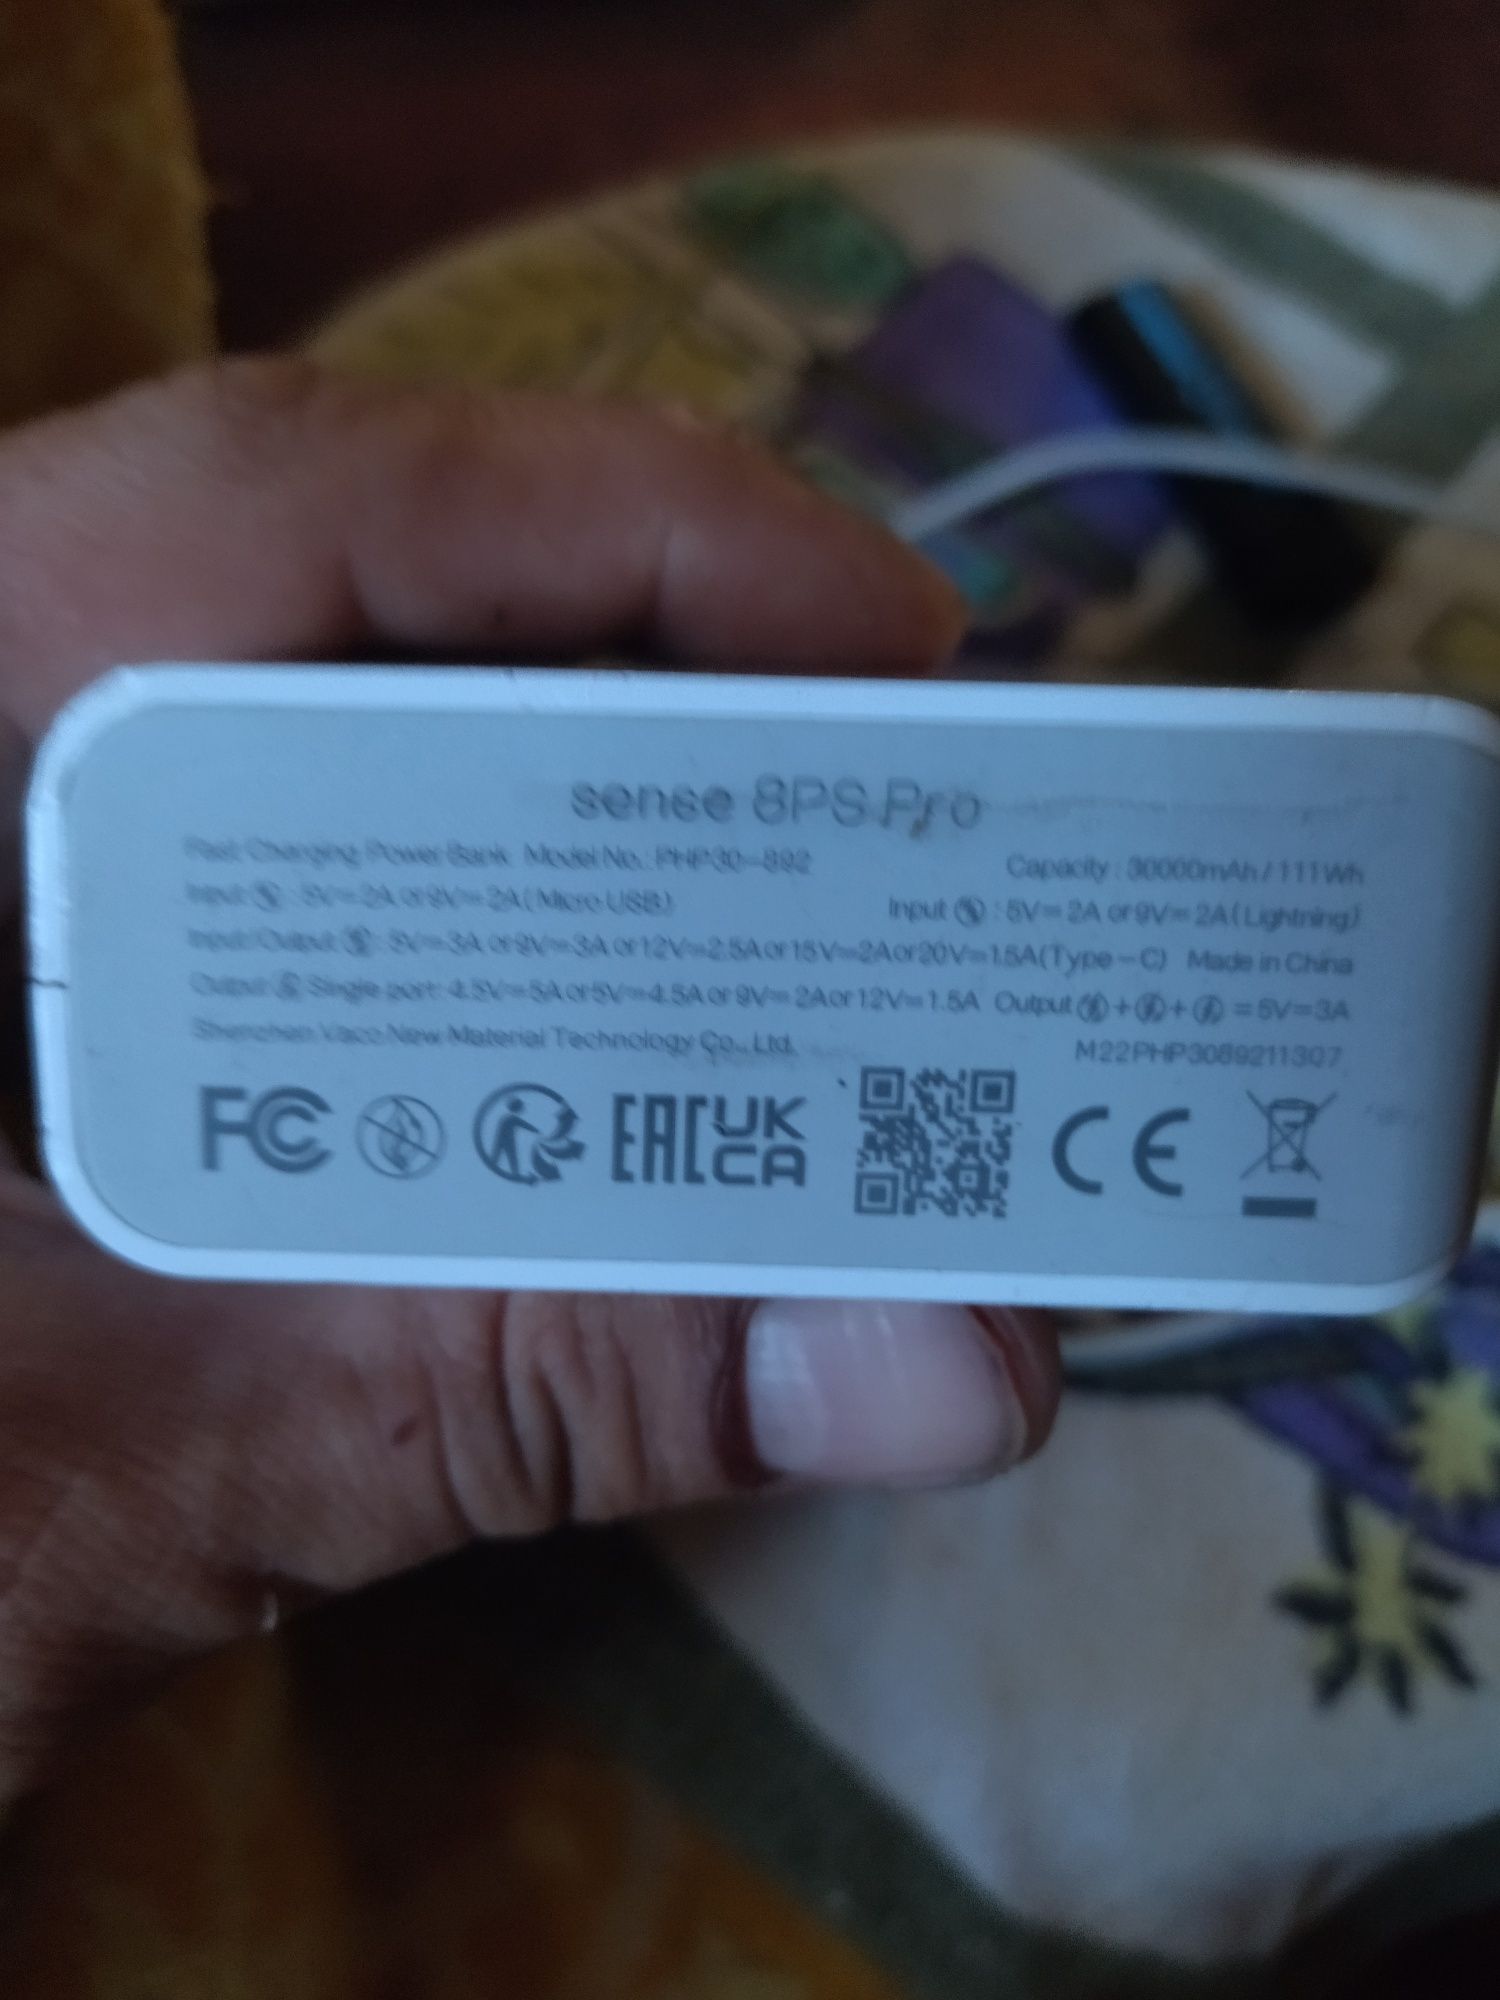 sense 8PS Pro
Fast Charging Power Bank Model No.: PHP30-892 Capacity : 30000mAh / 111Wh
Input : 5V=2A or 9V=2A(Micro USB) Input : 5V=2A or 9V=2A(Lightning)
Input/Output : 5V=3A or 9V=3A or 12V=2.5A or 15V=2A or 20V=1.5A(Type-C) Made in China
Output Single port: 4.5V=5A or 5V=4.5A or 9V=2A or 12V=1.5A Output + + =5V=3A
Shenzhen Vaco New Material Technology Co., Ltd. M22PHP3089211307
FC EAC UK CA CE